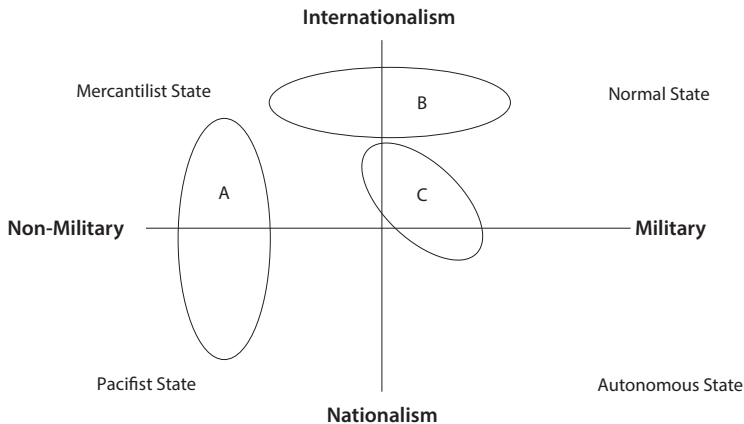 Internationalism
Mercantilist State
Normal State
B
A
C
Non-Military
Military
Pacifist State
Autonomous State
Nationalism